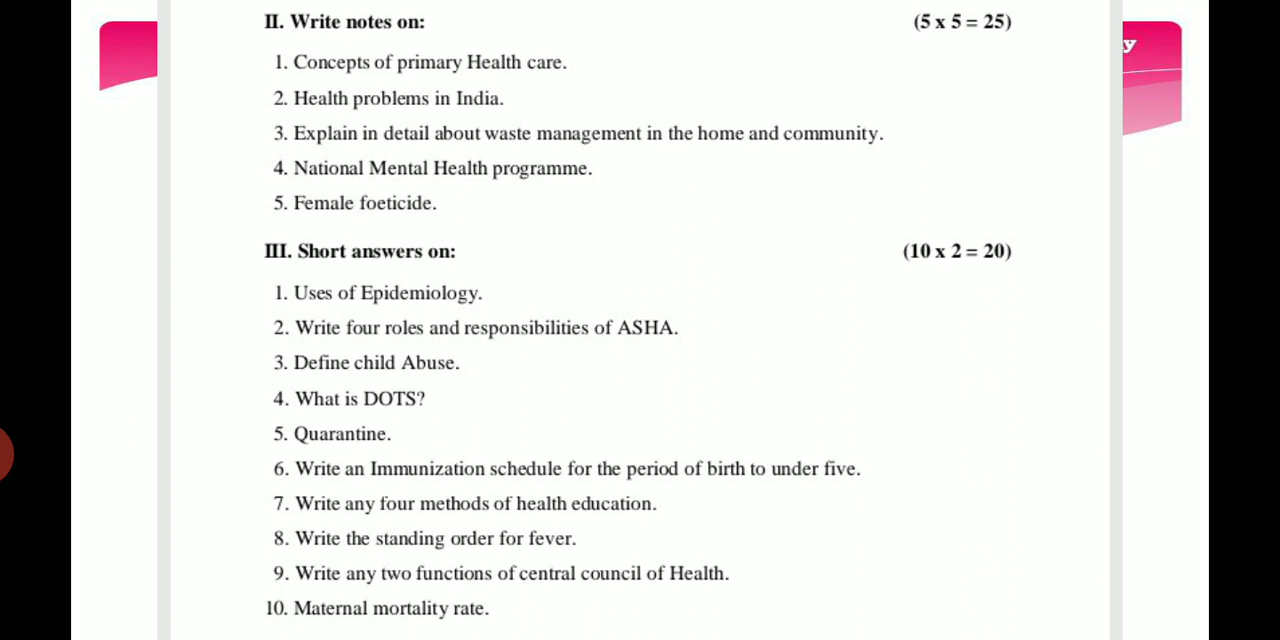 II. Write notes on: (5 x 5 = 25)
1. Concepts of primary Health care.
2. Health problems in India.
3. Explain in detail about waste management in the home and community.
4. National Mental Health programme.
5. Female foeticide.
III. Short answers on: (10 x 2 = 20)
1. Uses of Epidemiology.
2. Write four roles and responsibilities of ASHA.
3. Define child Abuse.
4. What is DOTS?
5. Quarantine.
6. Write an Immunization schedule for the period of birth to under five.
7. Write any four methods of health education.
8. Write the standing order for fever.
9. Write any two functions of central council of Health.
10. Maternal mortality rate.